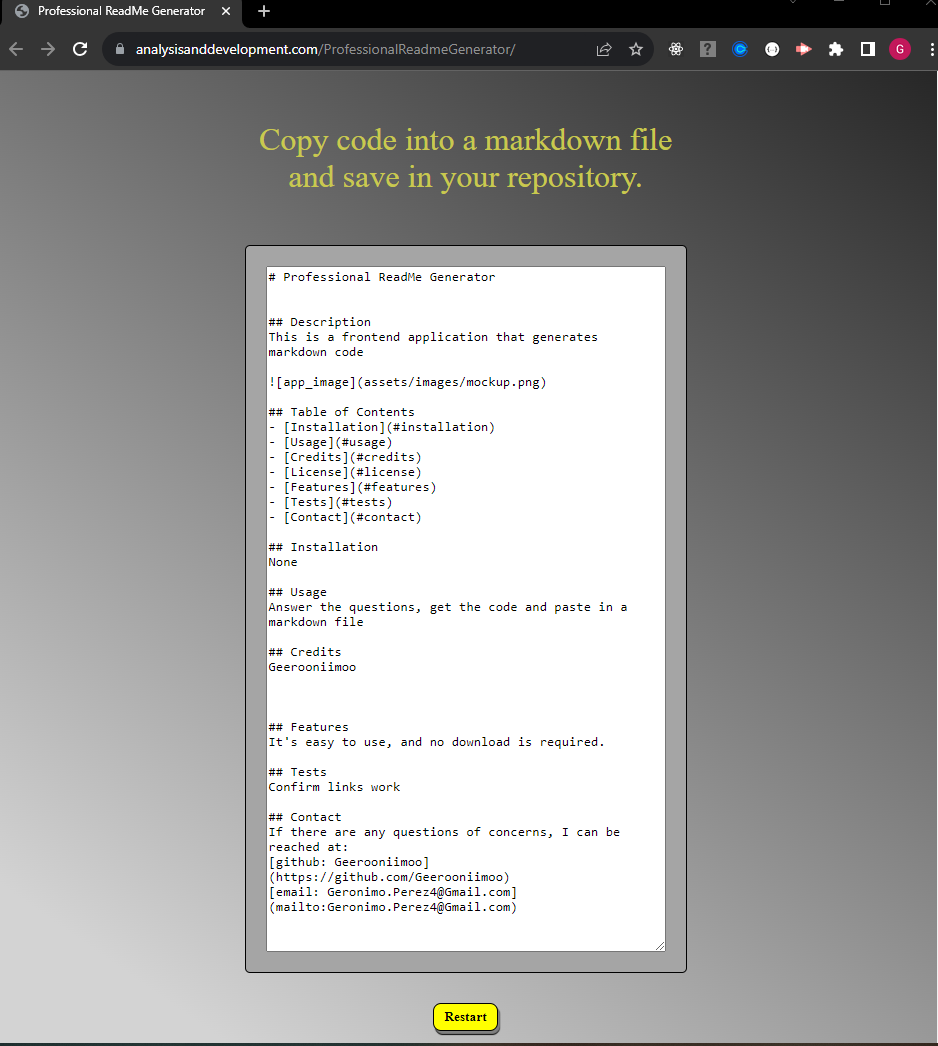 Professional ReadMe Generator
analysisanddevelopment.com/ProfessionalReadmeGenerator/
G
Copy code into a markdown file
and save in your repository.
# Professional ReadMe Generator
## Description
This is a frontend application that generates
markdown code
![app_image](assets/images/mockup.png)
## Table of Contents
- [Installation](#installation)
- [Usage](#usage)
- [Credits](#credits)
- [License](#license)
- [Features](#features)
- [Tests](#tests)
- [Contact](#contact)
## Installation
None
## Usage
Answer the questions, get the code and paste in a
markdown file
## Credits
Geerooniimoo
## Features
It's easy to use, and no download is required.
## Tests
Confirm links work
## Contact
If there are any questions of concerns, I can be
reached at:
[github: Geerooniimoo]
(https://github.com/Geerooniimoo)
[email: Geronimo.Perez4@Gmail.com]
(mailto:Geronimo.Perez4@Gmail.com)
Restart